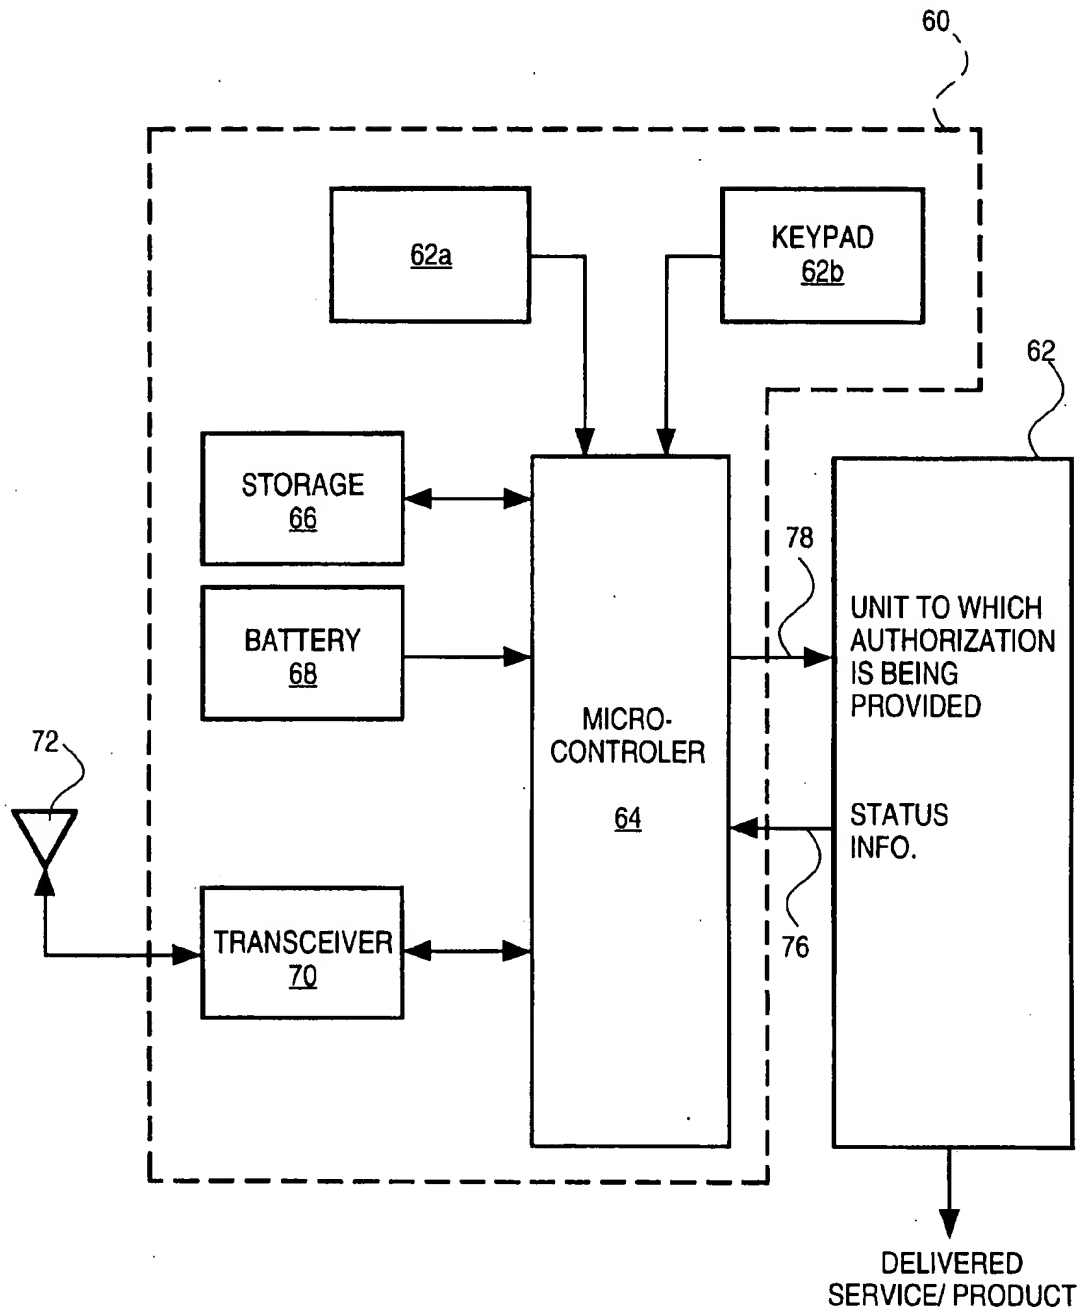 60
62a
KEYPAD
62b
62
STORAGE
66
78
BATTERY
68
UNIT TO WHICH
AUTHORIZATION
IS BEING
PROVIDED
MICRO-
CONTROLER
64
72
STATUS
INFO.
TRANSCEIVER
70
76
DELIVERED
SERVICE/ PRODUCT